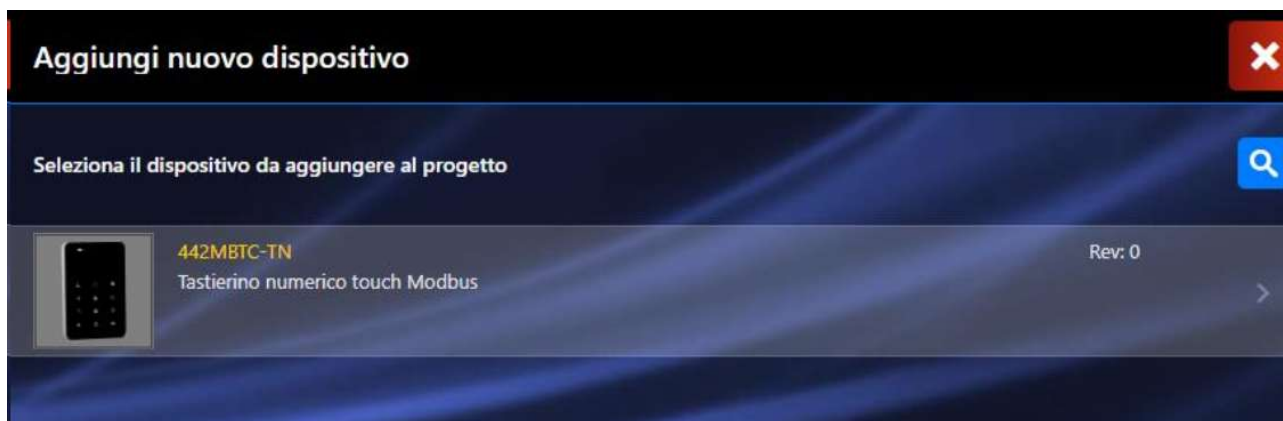 Aggiungi nuovo dispositivo
Seleziona il dispositivo da aggiungere al progetto
442MBTC-TN
Rev: 0
Tastierino numerico touch Modbus